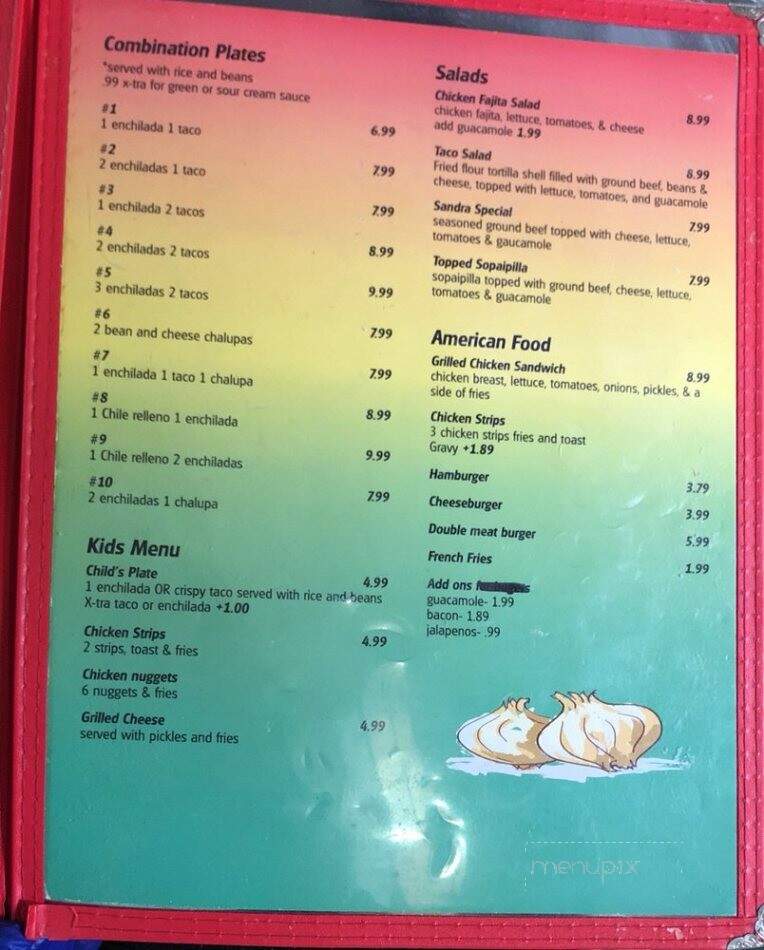 Combination Plates
*served with rice and beans
.99 x-tra for green or sour cream sauce
#1
1 enchilada 1 taco 6.99
#2
2 enchiladas 1 taco 7.99
#3
1 enchilada 2 tacos 7.99
#4
2 enchiladas 2 tacos 8.99
#5
3 enchiladas 2 tacos 9.99
#6
2 bean and cheese chalupas 7.99
#7
1 enchilada 1 taco 1 chalupa 7.99
#8
1 Chile relleno 1 enchilada 8.99
#9
1 Chile relleno 2 enchiladas 9.99
#10
2 enchiladas 1 chalupa 7.99
Kids Menu
Child's Plate 4.99
1 enchilada OR crispy taco served with rice and beans
X-tra taco or enchilada +1.00
Chicken Strips 4.99
2 strips, toast & fries
Chicken nuggets
6 nuggets & fries
Grilled Cheese 4.99
served with pickles and fries
Salads
Chicken Fajita Salad 8.99
chicken fajita, lettuce, tomatoes, & cheese
add guacamole 1.99
Taco Salad 8.99
Fried flour tortilla shell filled with ground beef, beans &
cheese, topped with lettuce, tomatoes, and guacamole
Sandra Special 7.99
seasoned ground beef topped with cheese, lettuce,
tomatoes & gaucamole
Topped Sopaipilla 7.99
sopaipilla topped with ground beef, cheese, lettuce,
tomatoes & guacamole
American Food
Grilled Chicken Sandwich 8.99
chicken breast, lettuce, tomatoes, onions, pickles, & a
side of fries
Chicken Strips
3 chicken strips fries and toast
Gravy +1.89
Hamburger 3.79
Cheeseburger 3.99
Double meat burger 5.99
French Fries 1.99
Add ons
guacamole- 1.99
bacon- 1.89
jalapenos- .99
menupix